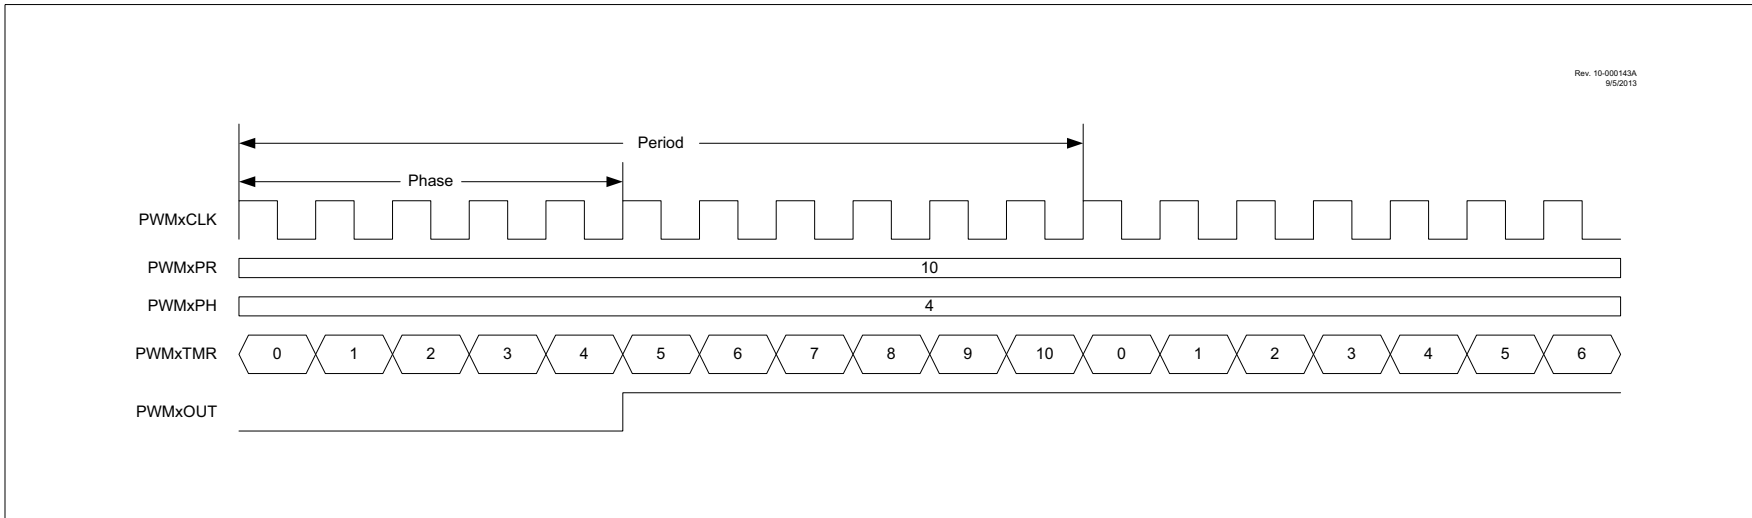 Rev. 10-000143A
9/5/2013
Period
Phase
PWMxCLK
PWMxPR 10
PWMxPH 4
PWMxTMR 0 1 2 3 4 5 6 7 8 9 10 0 1 2 3 4 5 6
PWMxOUT